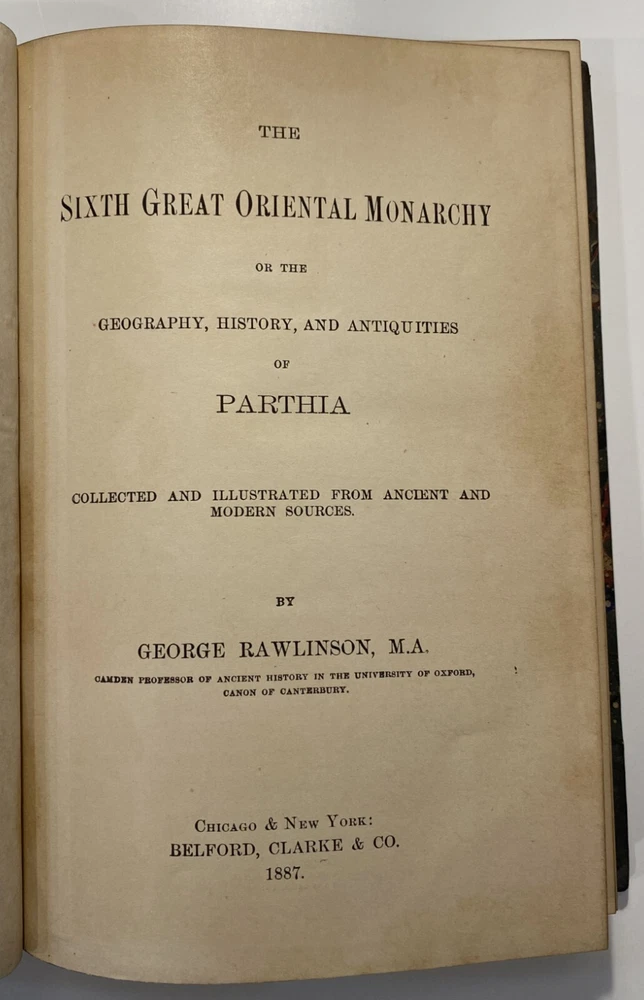 THE
SIXTH GREAT ORIENTAL MONARCHY
OR THE
GEOGRAPHY, HISTORY, AND ANTIQUITIES
OF
PARTHIA
COLLECTED AND ILLUSTRATED FROM ANCIENT AND
MODERN SOURCES.
BY
GEORGE RAWLINSON, M.A.
CAMDEN PROFESSOR OF ANCIENT HISTORY IN THE UNIVERSITY OF OXFORD,
CANON OF CANTERBURY.
CHICAGO & NEW YORK:
BELFORD, CLARKE & CO.
1887.